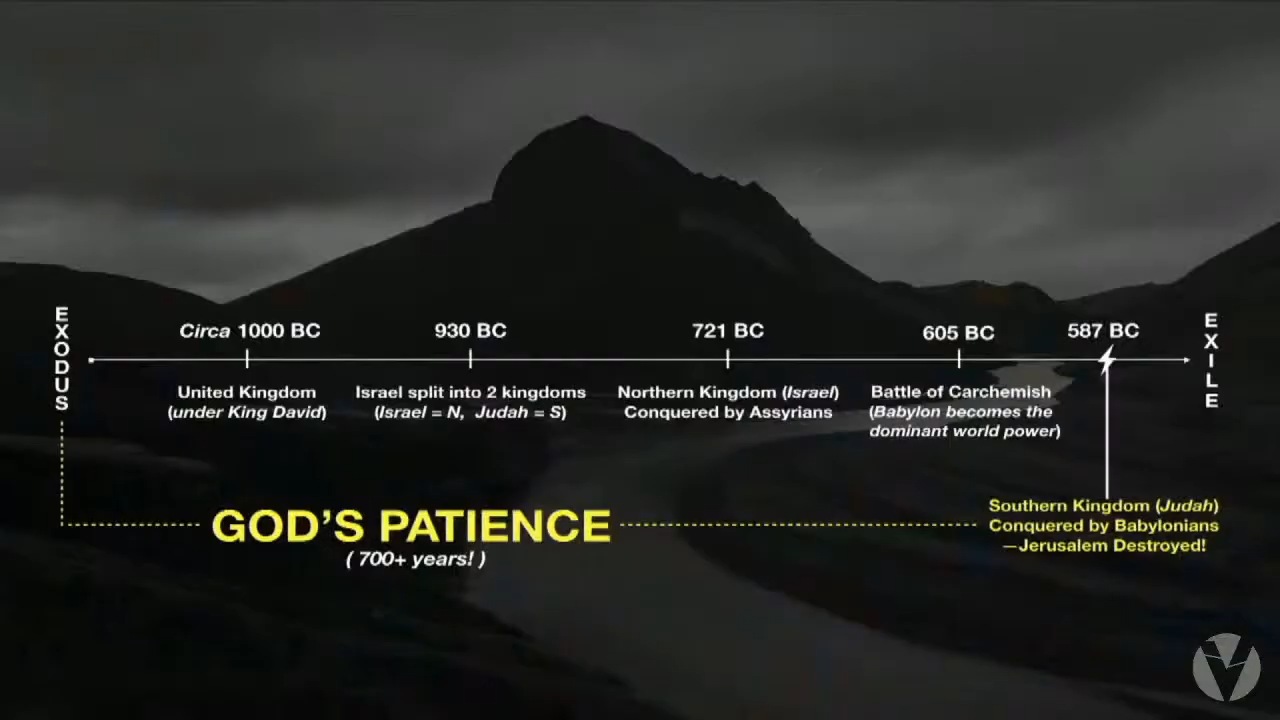 EXODUS
EXILE
Circa 1000 BC
930 BC
721 BC
605 BC
587 BC
United Kingdom
(under King David)
Israel split into 2 kingdoms
(Israel = N, Judah = S)
Northern Kingdom (Israel)
Conquered by Assyrians
Battle of Carchemish
(Babylon becomes the
dominant world power)
GOD'S PATIENCE
( 700+ years! )
Southern Kingdom (Judah)
Conquered by Babylonians
—Jerusalem Destroyed!